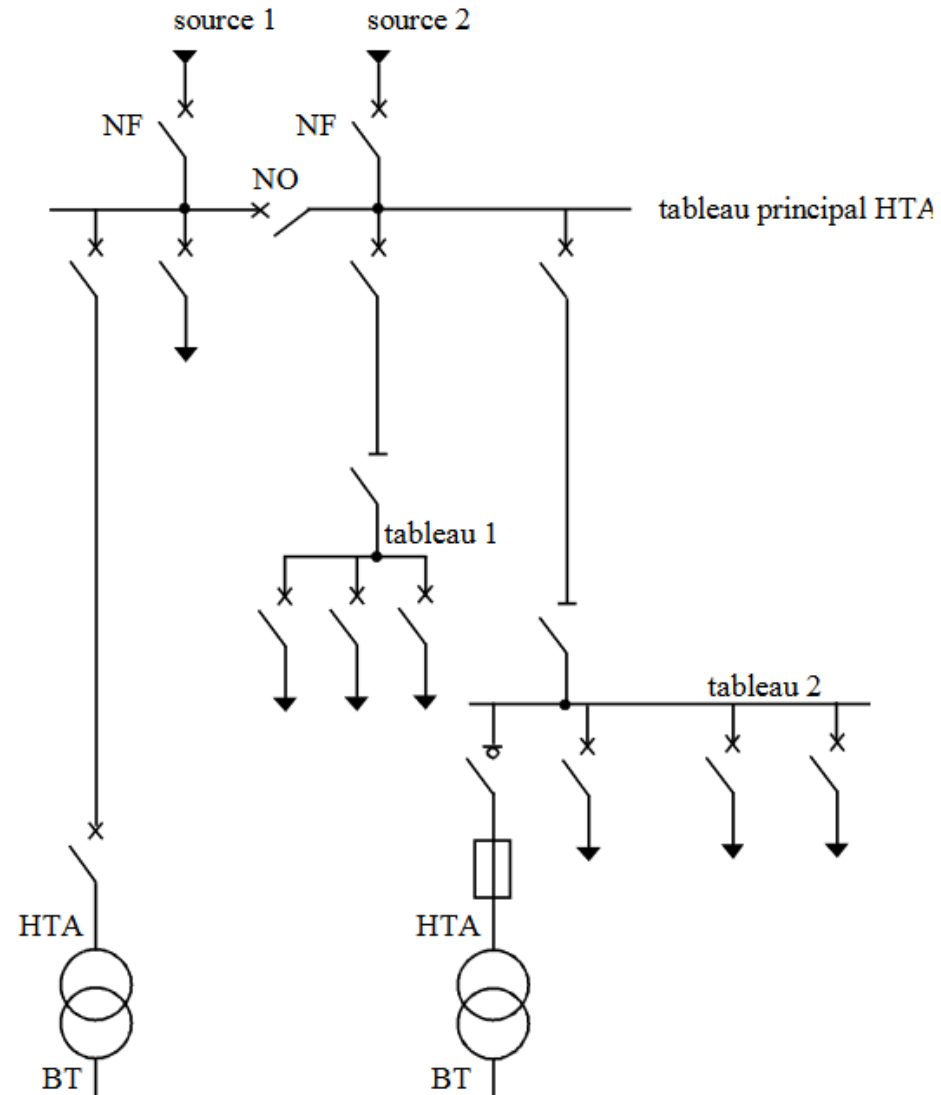 source 1
source 2
NF
NF
NO
tableau principal HTA
tableau 1
tableau 2
HTA
HTA
BT
BT